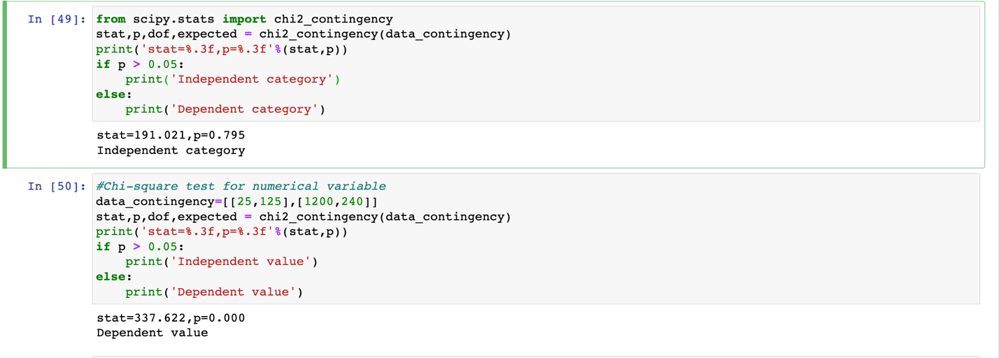 In [49]: from scipy.stats import chi2_contingency
stat,p,dof,expected = chi2_contingency(data_contingency)
print('stat=%.3f,p=%.3f'%(stat,p))
if p > 0.05:
    print('Independent category')
else:
    print('Dependent category')
stat=191.021,p=0.795
Independent category
In [50]: #Chi-square test for numerical variable
data_contingency=[[25,125],[1200,240]]
stat,p,dof,expected = chi2_contingency(data_contingency)
print('stat=%.3f,p=%.3f'%(stat,p))
if p > 0.05:
    print('Independent value')
else:
    print('Dependent value')
stat=337.622,p=0.000
Dependent value